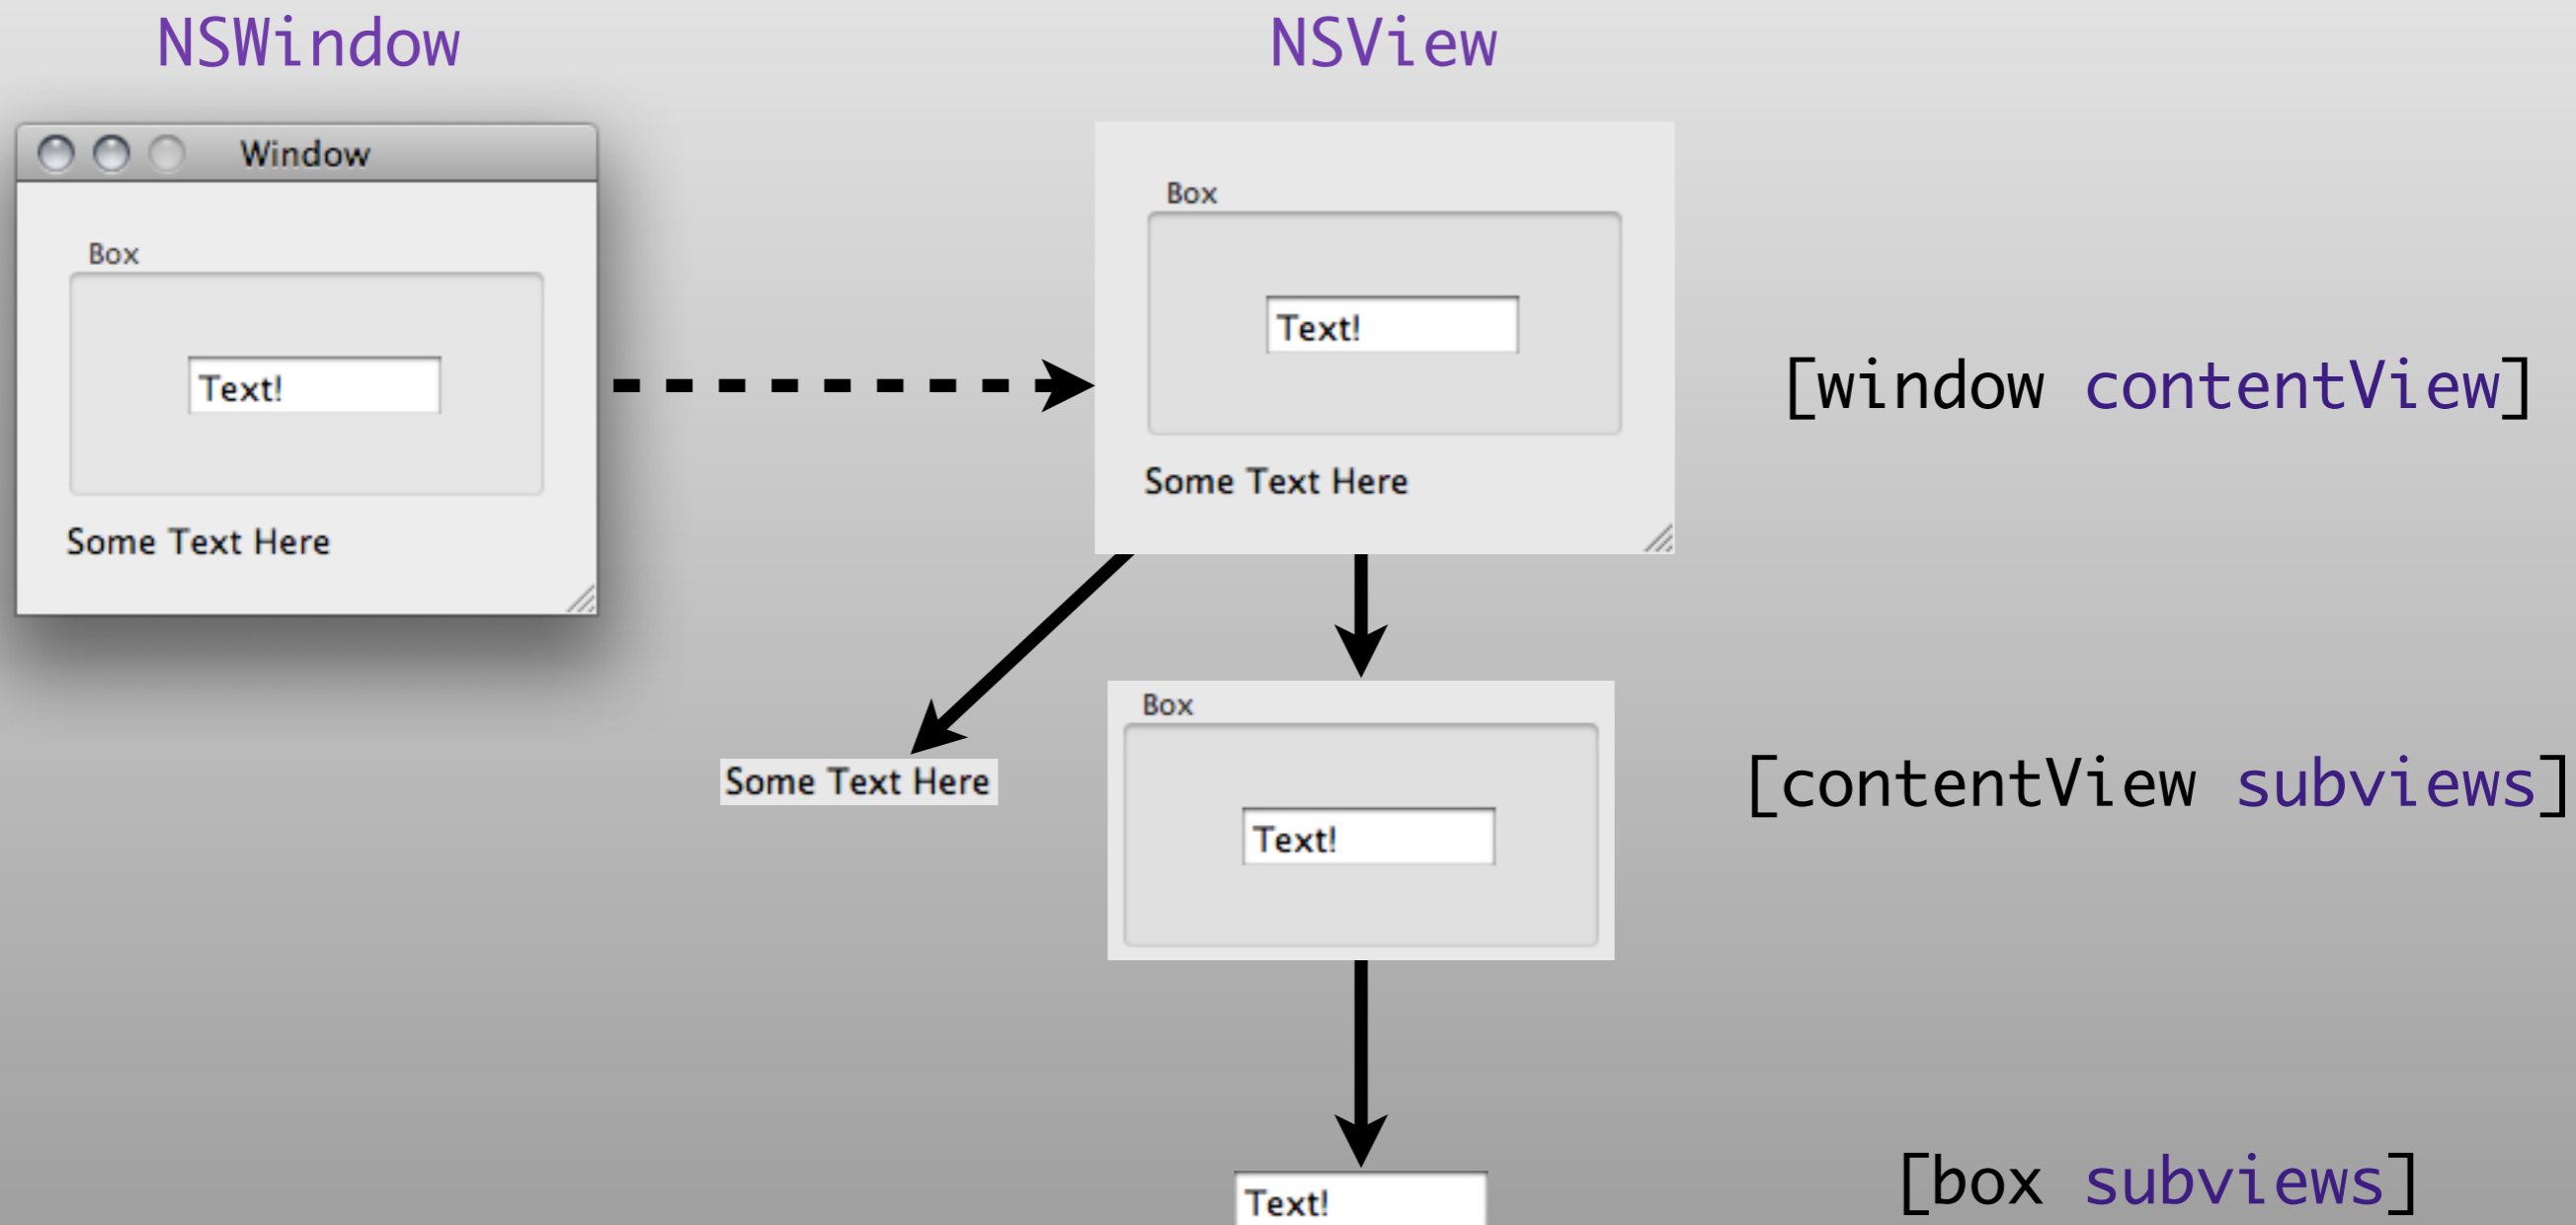 NSWindow
NSView
Window
Box
Text!
Some Text Here
Box
Text!
Some Text Here
[window contentView]
Some Text Here
Box
Text!
[contentView subviews]
Text!
[box subviews]